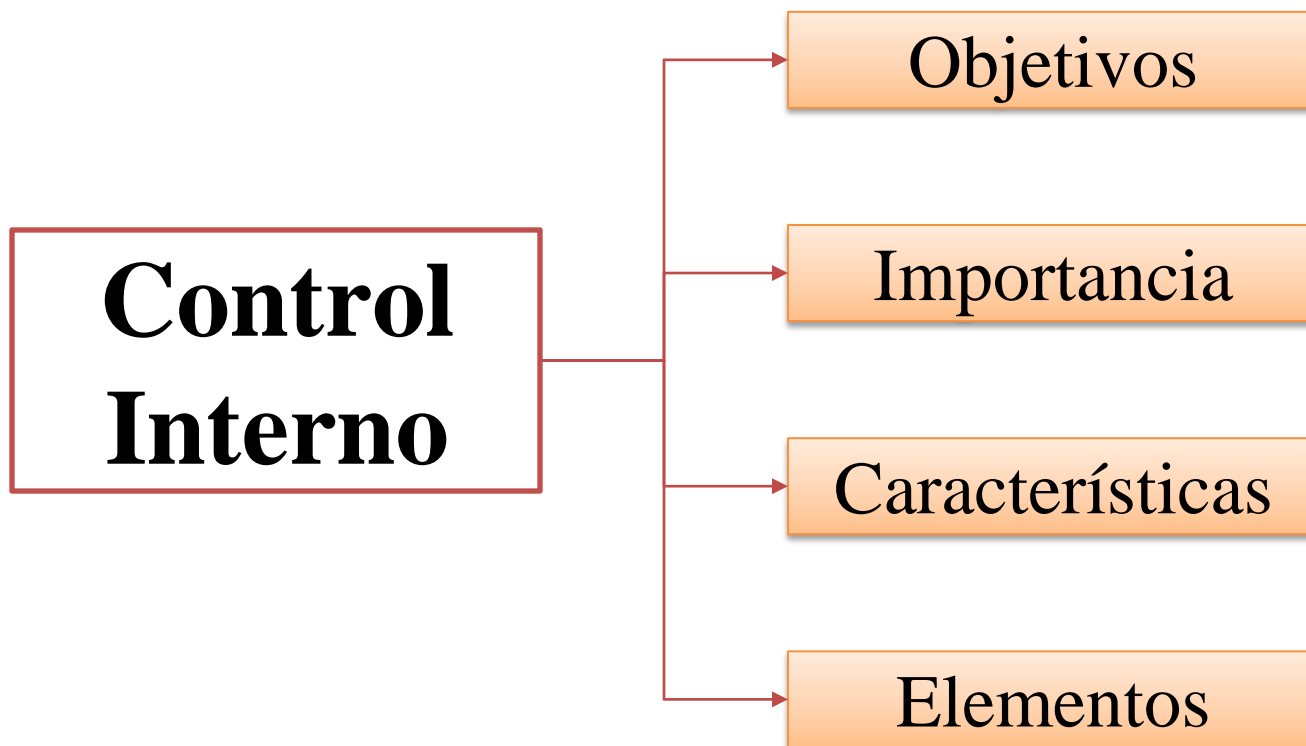 Control
Interno
Objetivos
Importancia
Características
Elementos